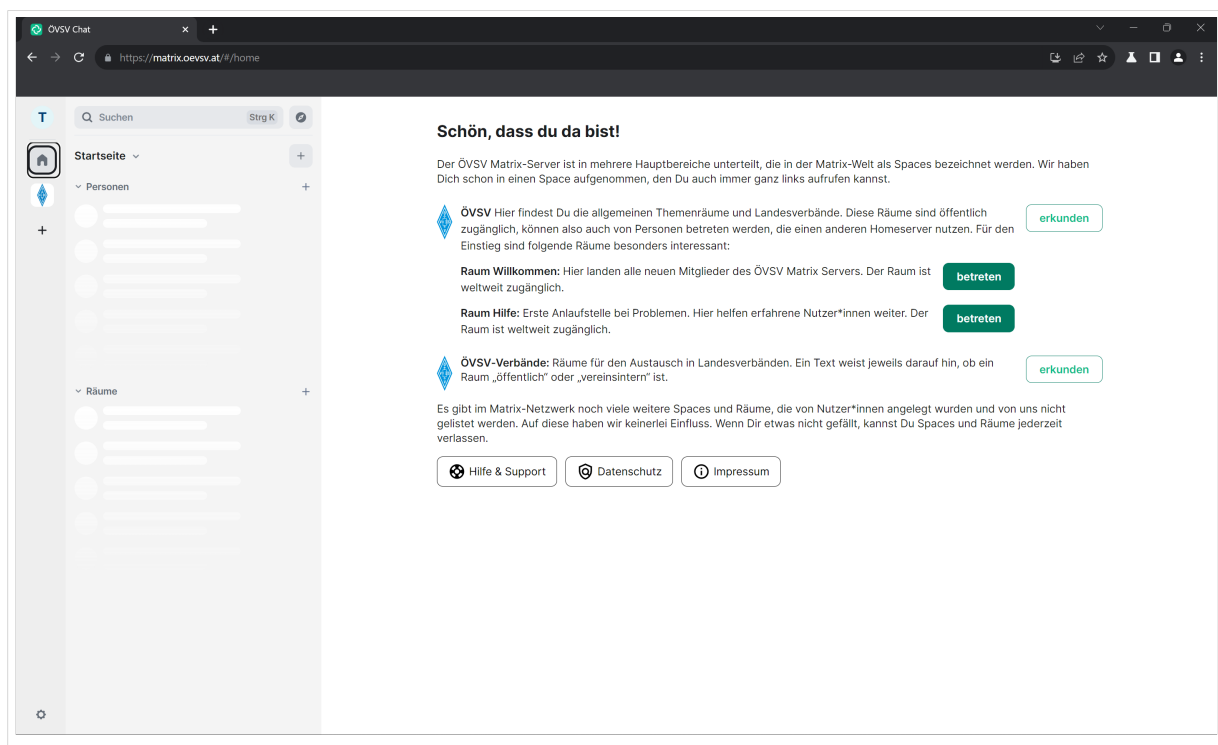 ÖVSV Chat
https://matrix.oevsv.at/#/home
T
Suchen
Strg K
Startseite
Personen
Räume
Schön, dass du da bist!
Der ÖVSV Matrix-Server ist in mehrere Hauptbereiche unterteilt, die in der Matrix-Welt als Spaces bezeichnet werden. Wir haben
Dich schon in einen Space aufgenommen, den Du auch immer ganz links aufrufen kannst.
ÖVSV Hier findest Du die allgemeinen Themenräume und Landesverbände. Diese Räume sind öffentlich
zugänglich, können also auch von Personen betreten werden, die einen anderen Homeserver nutzen. Für den
Einstieg sind folgende Räume besonders interessant:
erkunden
Raum Willkommen: Hier landen alle neuen Mitglieder des ÖVSV Matrix Servers. Der Raum ist
weltweit zugänglich.
betreten
Raum Hilfe: Erste Anlaufstelle bei Problemen. Hier helfen erfahrene Nutzer*innen weiter. Der
Raum ist weltweit zugänglich.
betreten
ÖVSV-Verbände: Räume für den Austausch in Landesverbänden. Ein Text weist jeweils darauf hin, ob ein
Raum „öffentlich“ oder „vereinsintern“ ist.
erkunden
Es gibt im Matrix-Netzwerk noch viele weitere Spaces und Räume, die von Nutzer*innen angelegt wurden und von uns nicht
gelistet werden. Auf diese haben wir keinerlei Einfluss. Wenn Dir etwas nicht gefällt, kannst Du Spaces und Räume jederzeit
verlassen.
Hilfe & Support
Datenschutz
Impressum